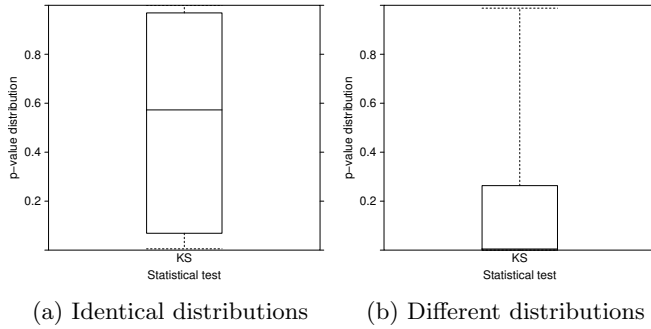 p−value distribution
0.8
0.6
0.4
0.2
KS
Statistical test
(a) Identical distributions
p−value distribution
0.8
0.6
0.4
0.2
KS
Statistical test
(b) Different distributions